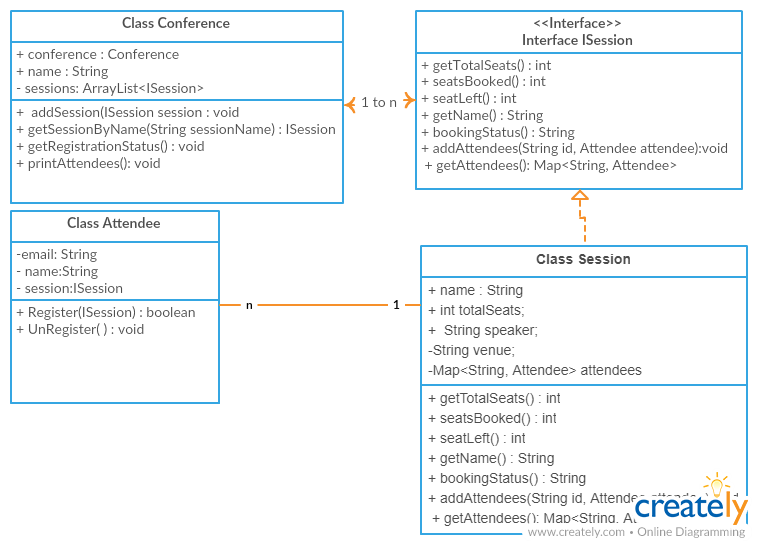 Class Conference
+ conference : Conference
+ name : String
- sessions: ArrayList<ISession>
+  addSession(ISession session : void
+ getSessionByName(String sessionName) : ISession
+ getRegistrationStatus() : void
+ printAttendees(): void
1 to n
<<Interface>>
Interface ISession
+ getTotalSeats() : int
+ seatsBooked() : int
+ seatLeft() : int
+ getName() : String
+ bookingStatus() : String
+ addAttendees(String id, Attendee attendee):void
+ getAttendees(): Map<String, Attendee>
Class Attendee
-email: String
- name:String
- session:ISession
+ Register(ISession) : boolean
+ UnRegister( ) : void
n
1
Class Session
+ name : String
+ int totalSeats;
+  String speaker;
-String venue;
-Map<String, Attendee> attendees
+ getTotalSeats() : int
+ seatsBooked() : int
+ seatLeft() : int
+ getName() : String
+ bookingStatus() : String
+ addAttendees(String id, Attendee
+ getAttendees(): Map<String,
creately
www.creately.com • Online Diagramming